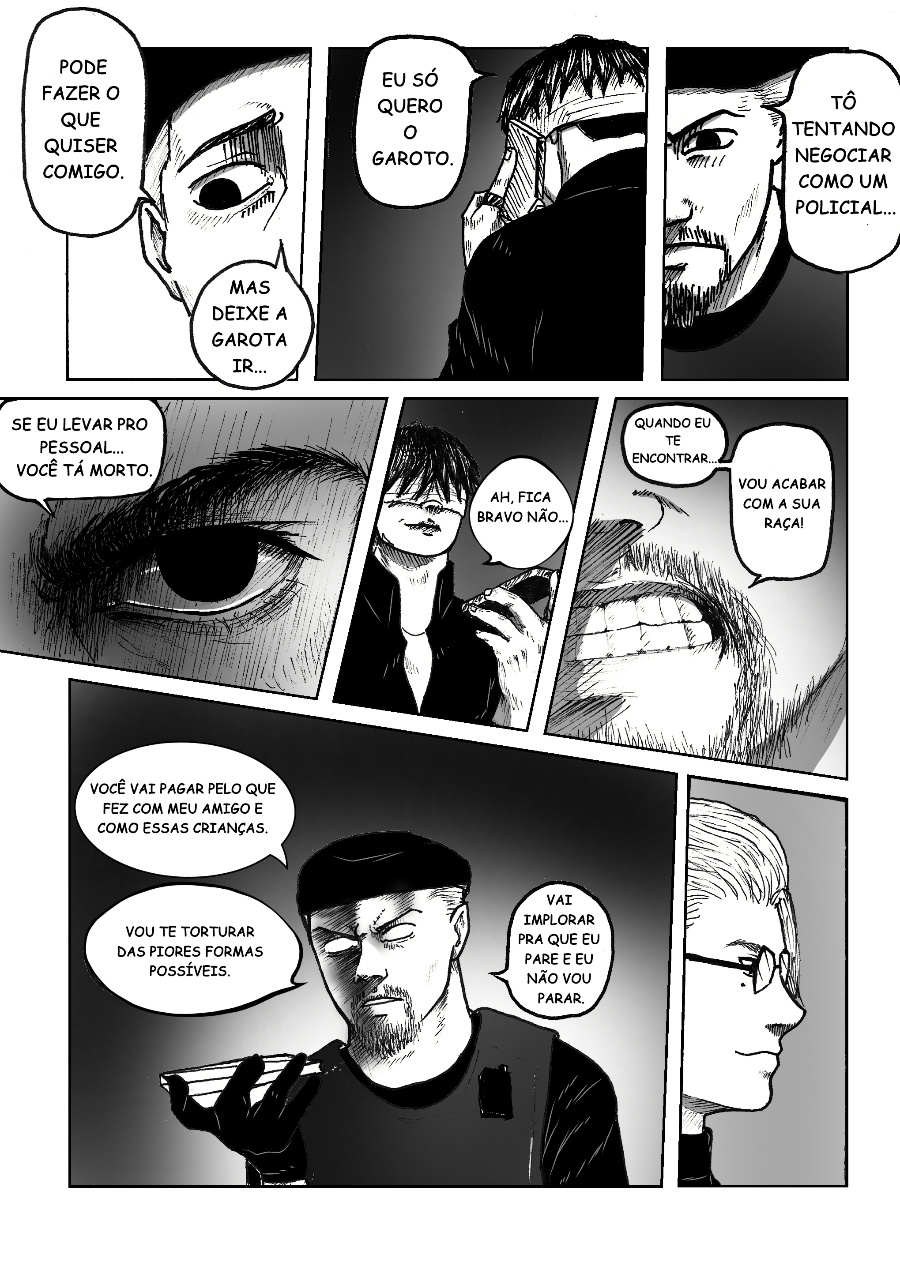 PODE
FAZER O
QUE
QUISER
COMIGO.
MAS
DEIXE A
GAROTA
IR...
EU SÓ
QUERO
O
GAROTO.
TÔ
TENTANDO
NEGOCIAR
COMO UM
POLICIAL...
SE EU LEVAR PRO
PESSOAL...
VOCÊ TÁ MORTO.
AH, FICA
BRAVO NÃO...
QUANDO EU
TE
ENCONTRAR...
VOU ACABAR
COM A SUA
RAÇA!
VOCÊ VAI PAGAR PELO QUE
FEZ COM MEU AMIGO E
COMO ESSAS CRIANÇAS.
VOU TE TORTURAR
DAS PIORES FORMAS
POSSÍVEIS.
VAI
IMPLORAR
PRA QUE EU
PARE E EU
NÃO VOU
PARAR.